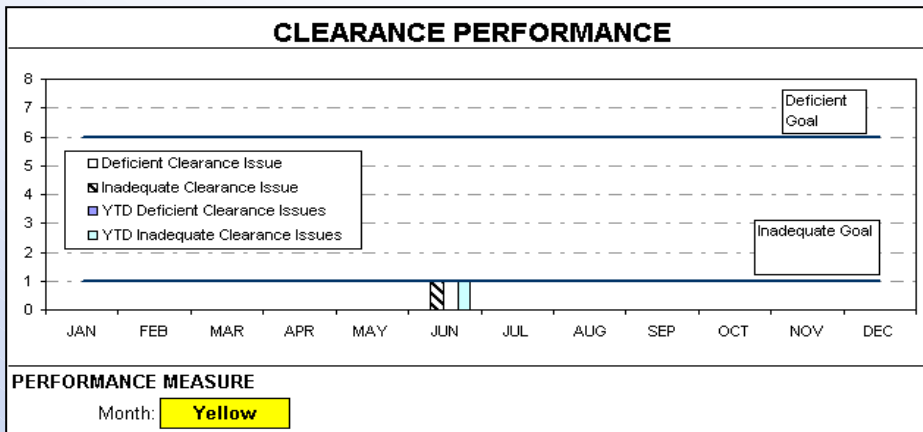 CLEARANCE PERFORMANCE
8
7
6
5
4
3
2
1
0
Deficient
Goal
Deficient Clearance Issue
Inadequate Clearance Issue
YTD Deficient Clearance Issues
YTD Inadequate Clearance Issues
Inadequate Goal
JAN FEB MAR APR MAY JUN JUL AUG SEP OCT NOV DEC
PERFORMANCE MEASURE
Month: Yellow